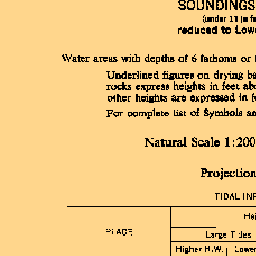 SOUNDINGS
(under 11 in fa
reduced to Lowe
Water areas with depths of 6 fathoms or l
Underlined figures on drying ba
rocks express heights in feet abo
other heights are expressed in f
For complete list of Symbols an
Natural Scale 1:200
Projection
TIDAL INF
Hei
PLACE
Large Tides
Higher H.W.
Lower